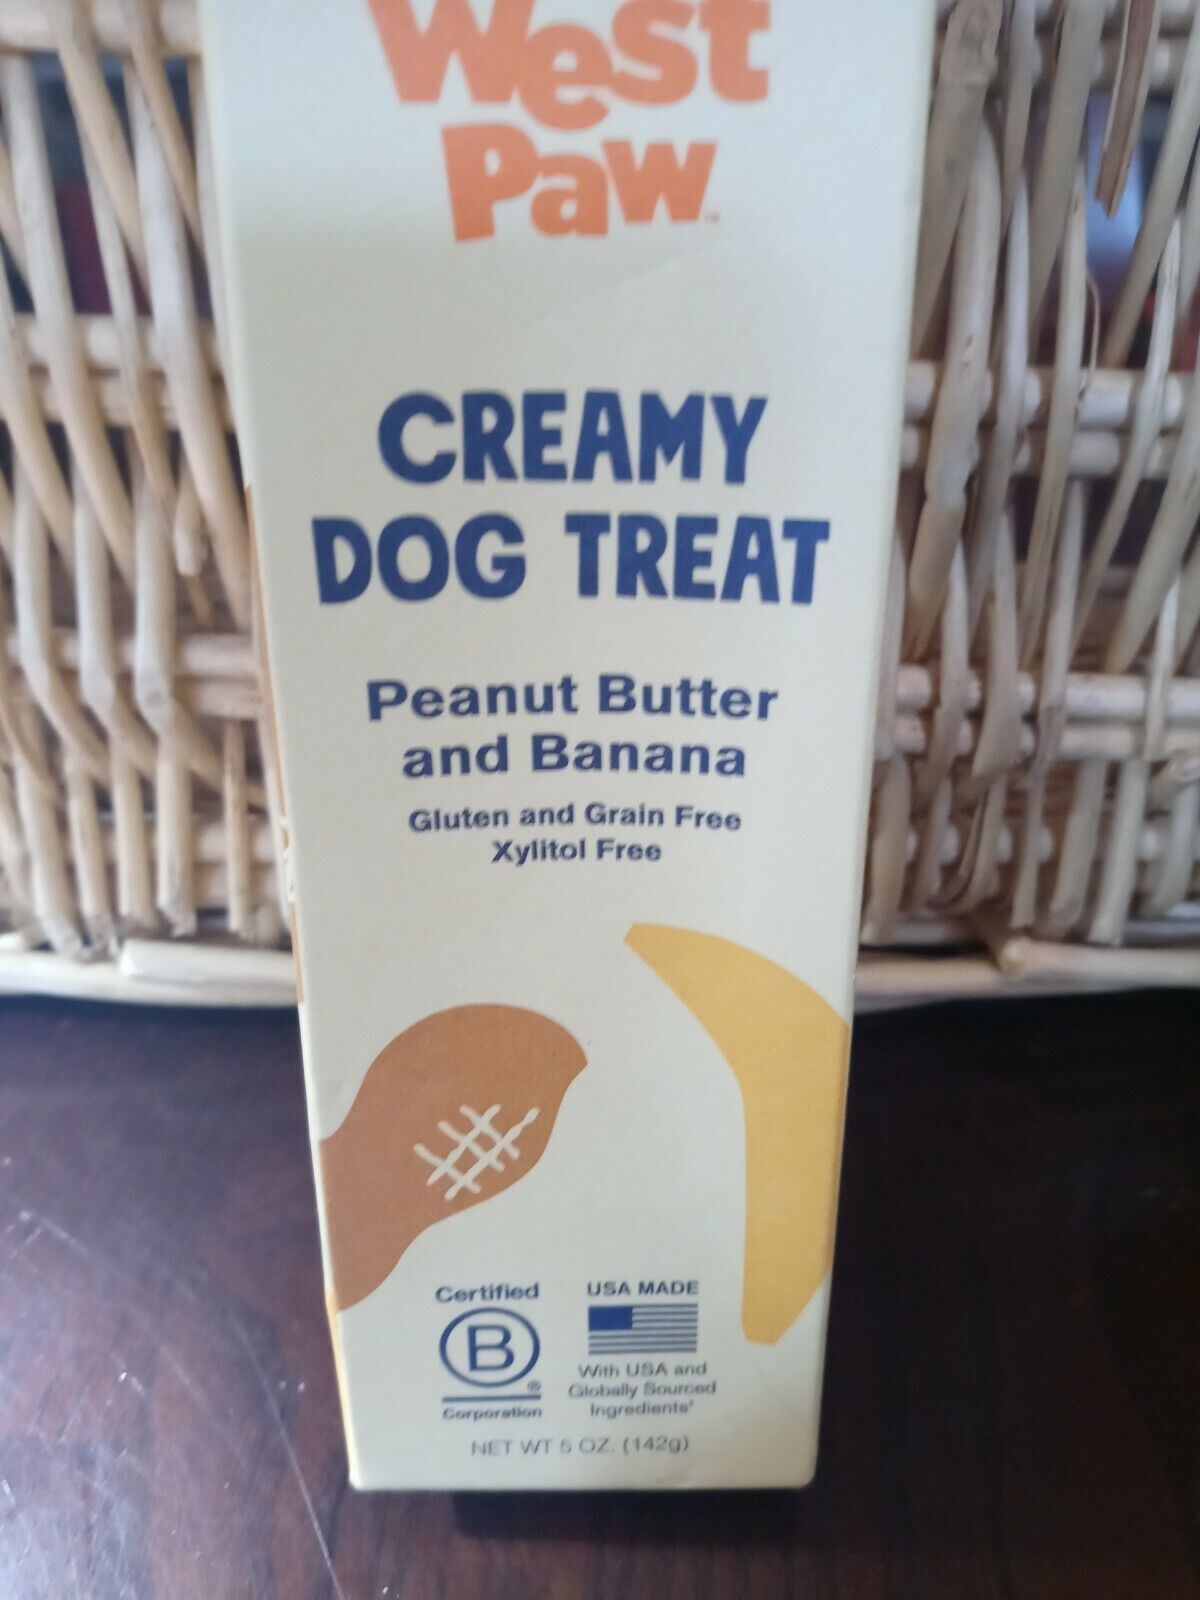 West
Paw™
CREAMY
DOG TREAT
Peanut Butter
and Banana
Gluten and Grain Free
Xylitol Free
Certified
B
®
Corporation
USA MADE
With USA and
Globally Sourced
Ingredients
NET WT 5 OZ. (142g)